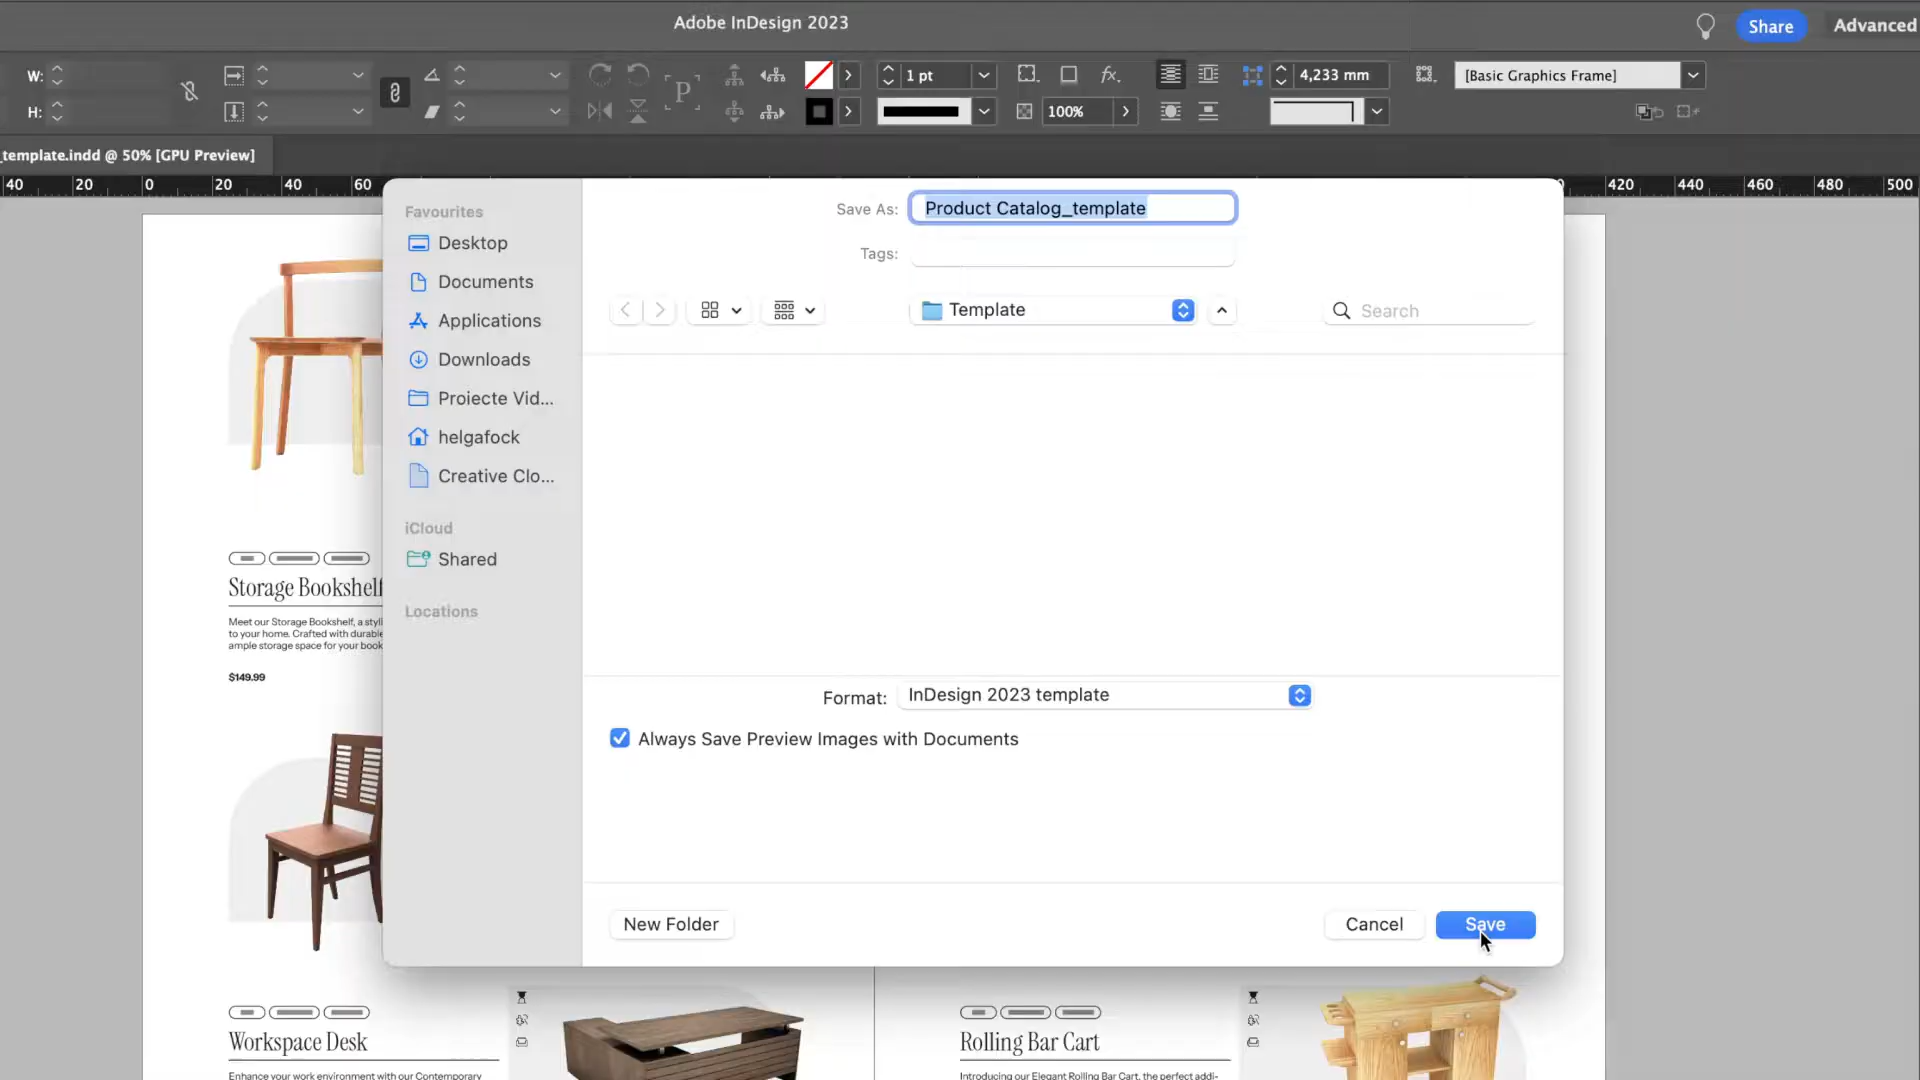 Adobe InDesign 2023
Share
Advanced
W:
1 pt
4,233 mm
[Basic Graphics Frame]
H:
100%
_template.indd @ 50% [GPU Preview]
40 20 0 20 40 60 420 440 460 480 500
Favourites
Desktop
Documents
Applications
Downloads
Proiecte Vid...
helgafock
Creative Clo...
iCloud
Shared
Locations
Save As: Product Catalog_template
Tags:
Template
Search
Format: InDesign 2023 template
Always Save Preview Images with Documents
New Folder
Cancel
Save
Storage Bookshelf
Meet our Storage Bookshelf, a styli
to your home. Crafted with durable
ample storage space for your book
$149.99
Workspace Desk
Enhance your work environment with our Contemporary
Rolling Bar Cart
Introducing our Elegant Rolling Bar Cart, the perfect addi-